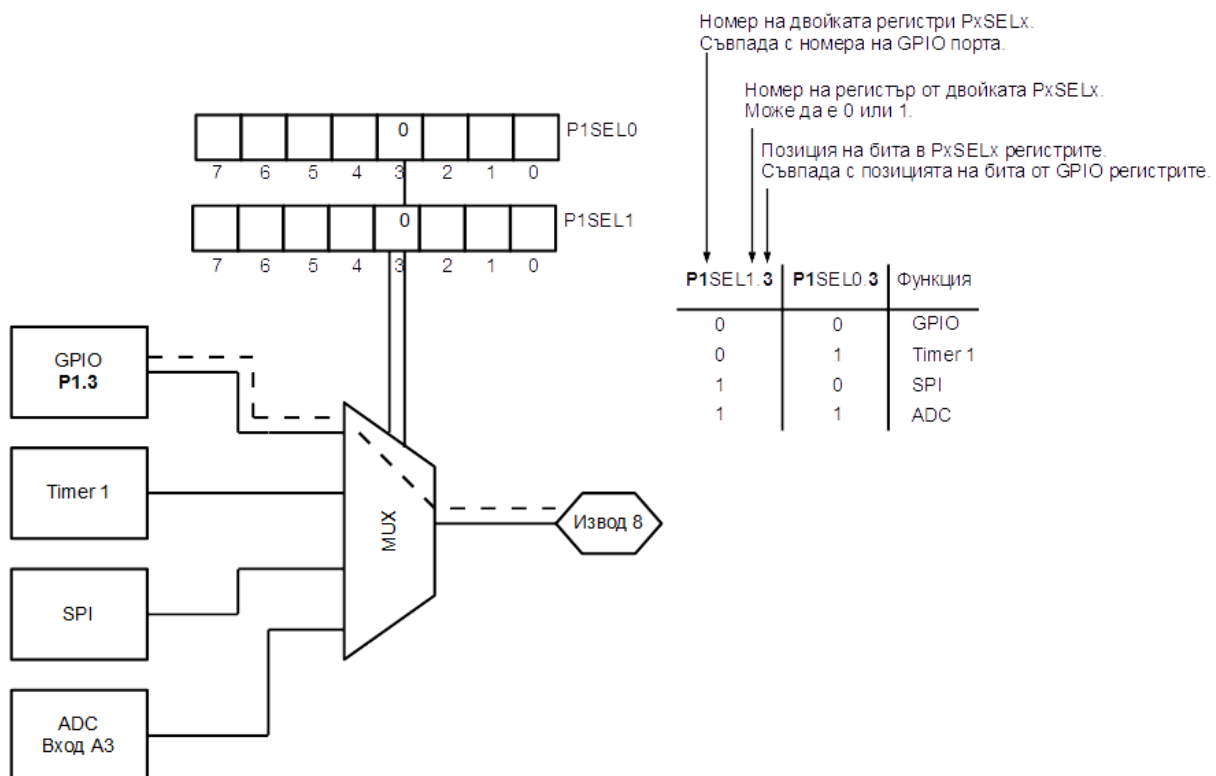 Номер на двойката регистри PxSELx.
Съвпада с номера на GPIO порта.
Номер на регистър от двойката PxSELx.
Може да е 0 или 1.
Позиция на бита в PxSELx регистрите.
Съвпада с позицията на бита от GPIO регистрите.
0 P1SEL0
7 6 5 4 3 2 1 0
0 P1SEL1
7 6 5 4 3 2 1 0
P1SEL1.3 P1SEL0.3 Функция
0 0 GPIO
0 1 Timer 1
1 0 SPI
1 1 ADC
GPIO
P1.3
Timer 1
SPI
ADC
Вход A3
MUX
Извод 8